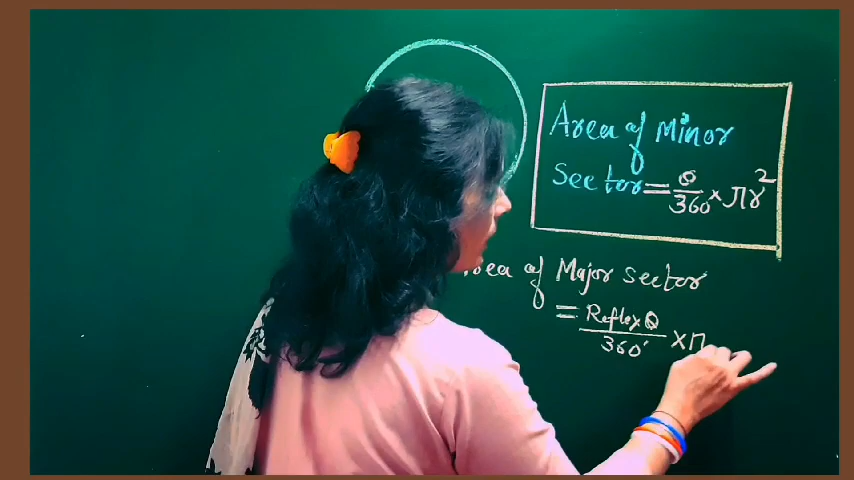 Area of Minor
Sector = θ/360° × πr²
of Major Sector
= Reflex θ/360° × π